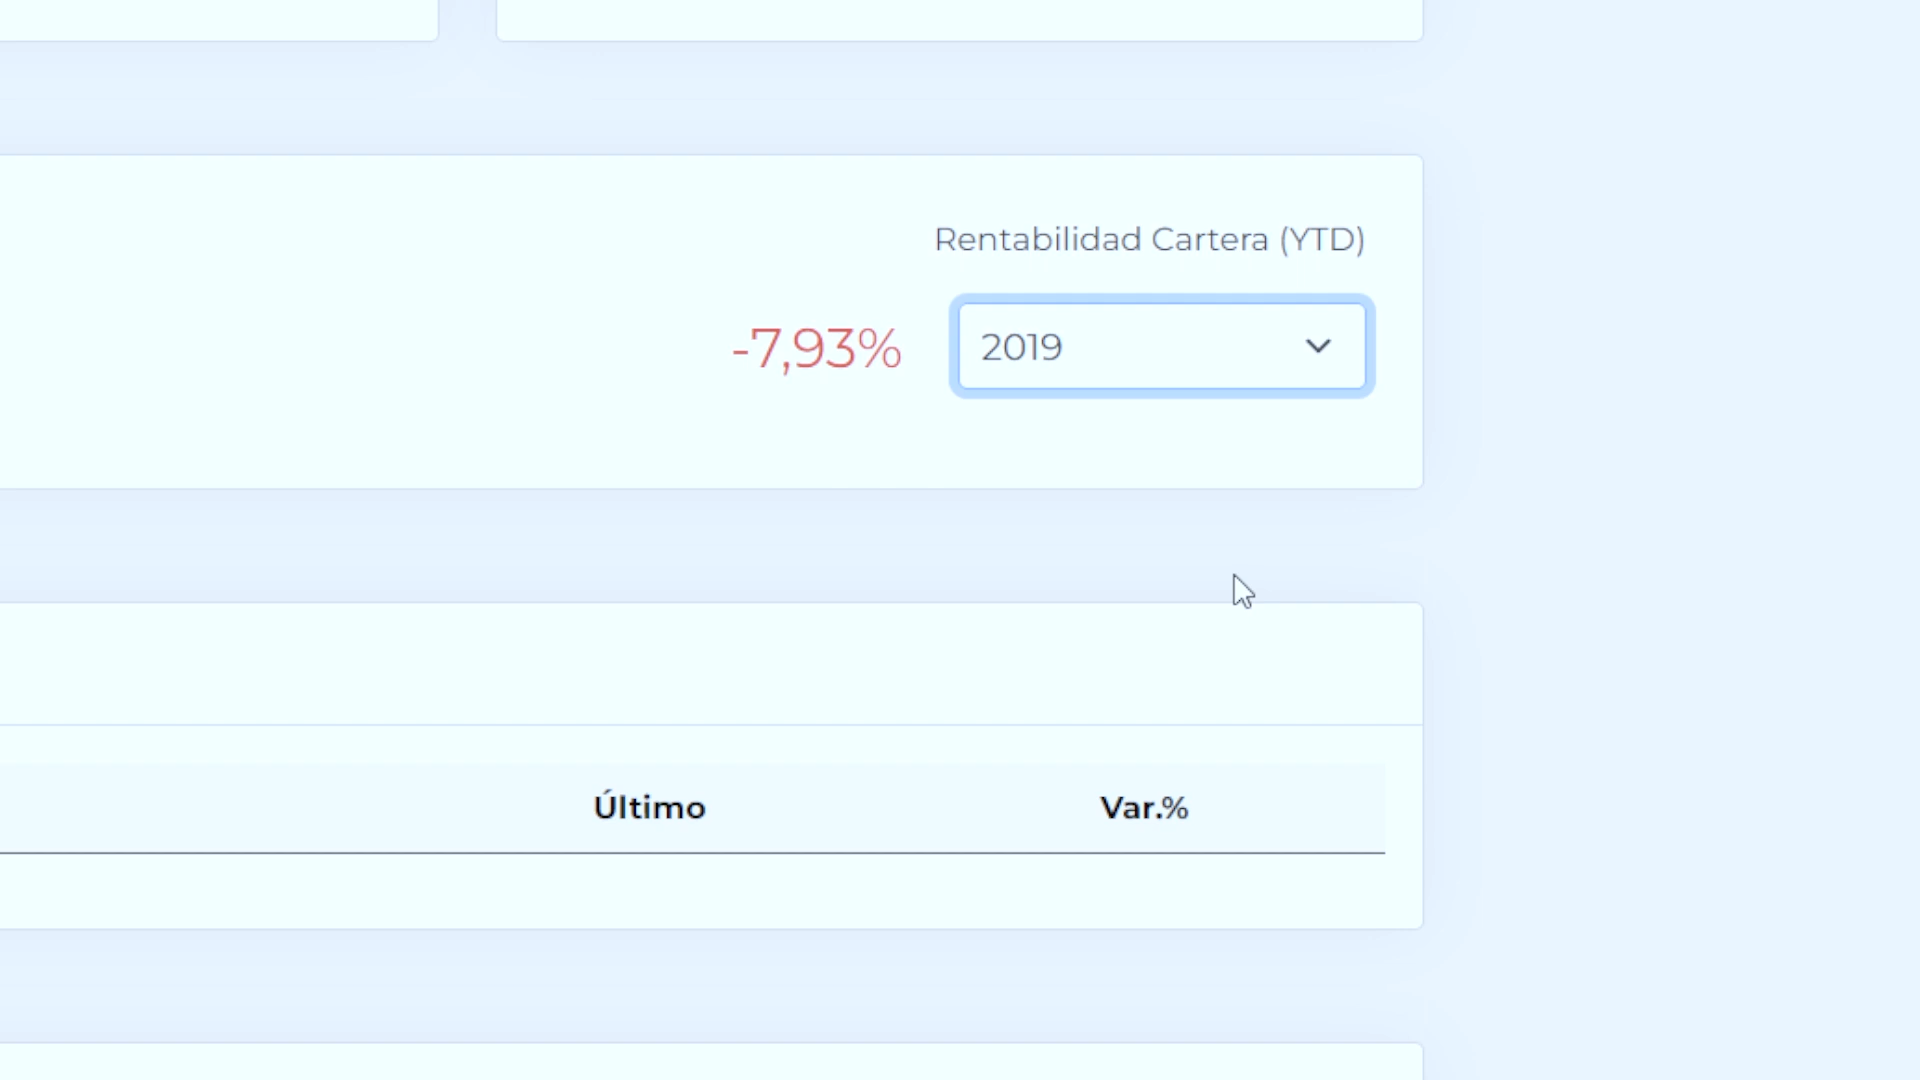 Rentabilidad Cartera (YTD)
-7,93% 2019
Último Var.%